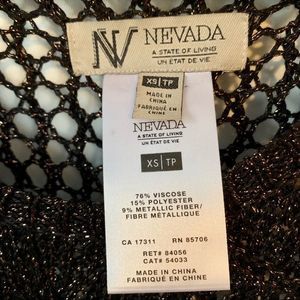 NV NEVADA
A STATE OF LIVING
UN ÉTAT DE VIE
XS | TP
MADE IN
CHINA
FABRIQUÉ EN
CHINE
NEVADA
A STATE OF LIVING
UN ÉTAT DE VIE
XS | TP
76% VISCOSE
15% POLYESTER
9% METALLIC FIBER/
FIBRE MÉTALLIQUE
CA 17311 RN 85706
RET# 84056
CAT# 54033
MADE IN CHINA
FABRIQUÉ EN CHINE